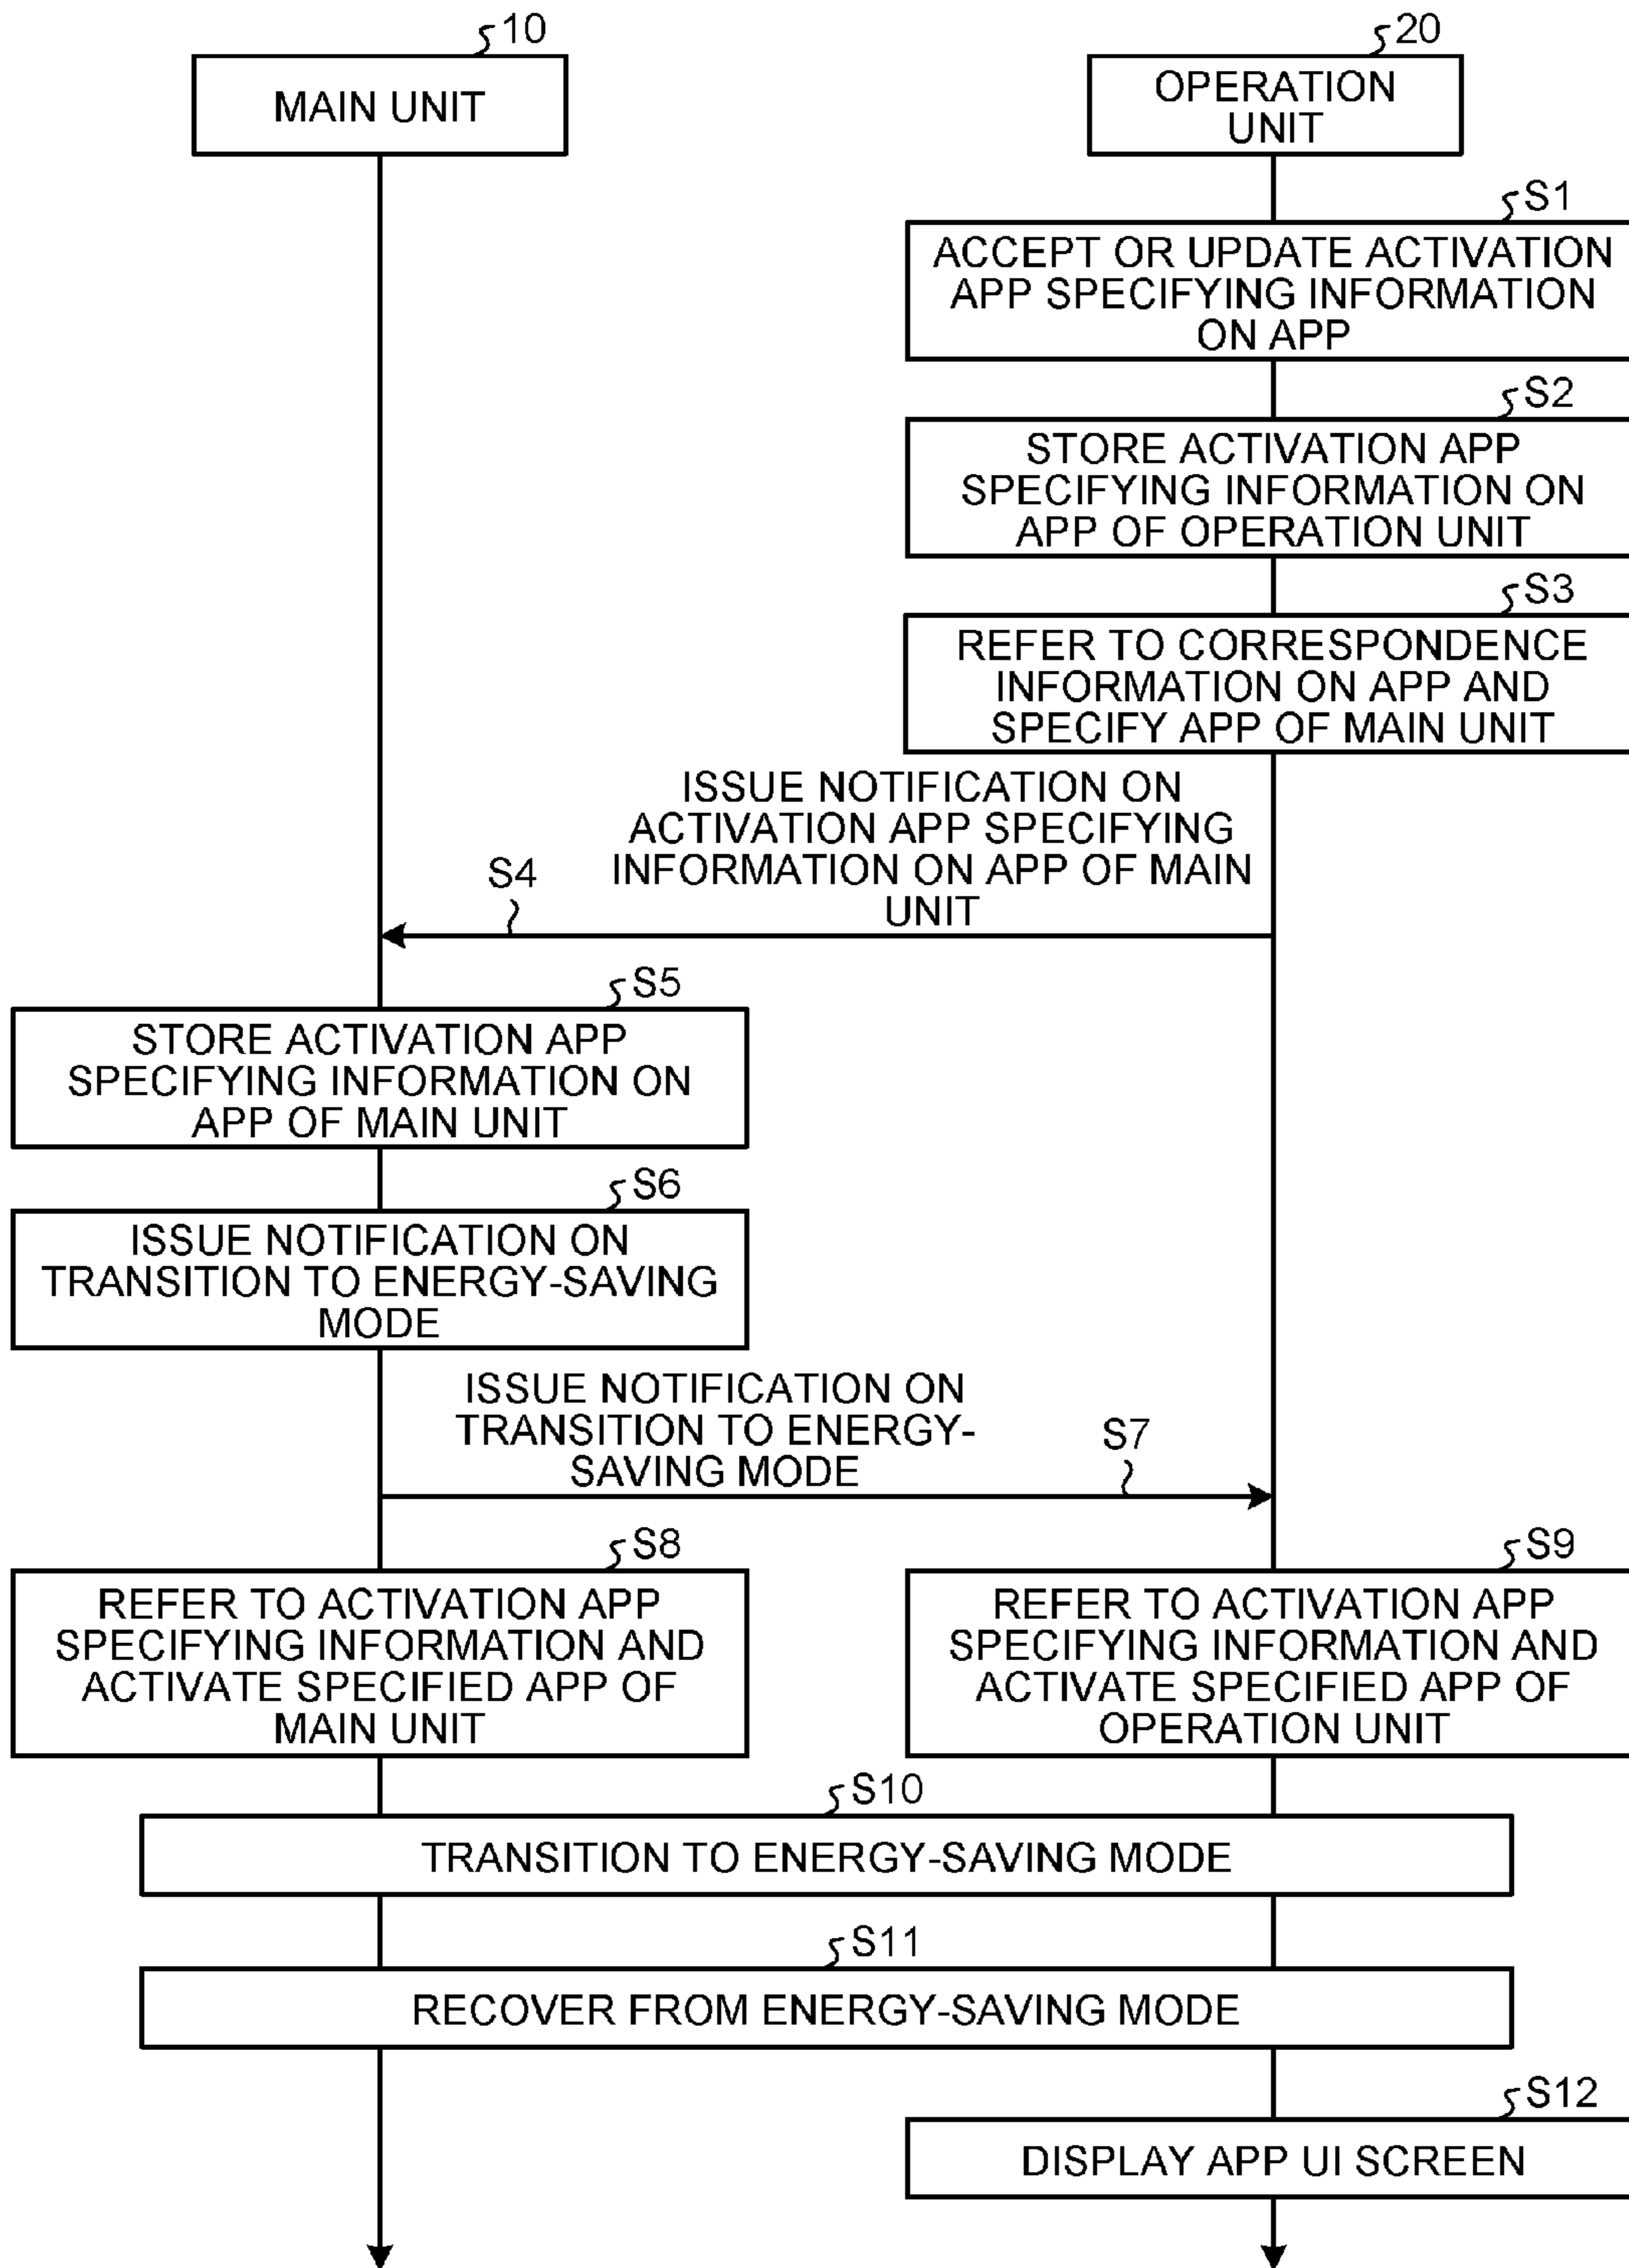 10
MAIN UNIT
20
OPERATION
UNIT
S1
ACCEPT OR UPDATE ACTIVATION
APP SPECIFYING INFORMATION
ON APP
S2
STORE ACTIVATION APP
SPECIFYING INFORMATION ON
APP OF OPERATION UNIT
S3
REFER TO CORRESPONDENCE
INFORMATION ON APP AND
SPECIFY APP OF MAIN UNIT
ISSUE NOTIFICATION ON
ACTIVATION APP SPECIFYING
INFORMATION ON APP OF MAIN
UNIT
S4
S5
STORE ACTIVATION APP
SPECIFYING INFORMATION ON
APP OF MAIN UNIT
S6
ISSUE NOTIFICATION ON
TRANSITION TO ENERGY-SAVING
MODE
ISSUE NOTIFICATION ON
TRANSITION TO ENERGY-
SAVING MODE
S7
S8
REFER TO ACTIVATION APP
SPECIFYING INFORMATION AND
ACTIVATE SPECIFIED APP OF
MAIN UNIT
S9
REFER TO ACTIVATION APP
SPECIFYING INFORMATION AND
ACTIVATE SPECIFIED APP OF
OPERATION UNIT
S10
TRANSITION TO ENERGY-SAVING MODE
S11
RECOVER FROM ENERGY-SAVING MODE
S12
DISPLAY APP UI SCREEN